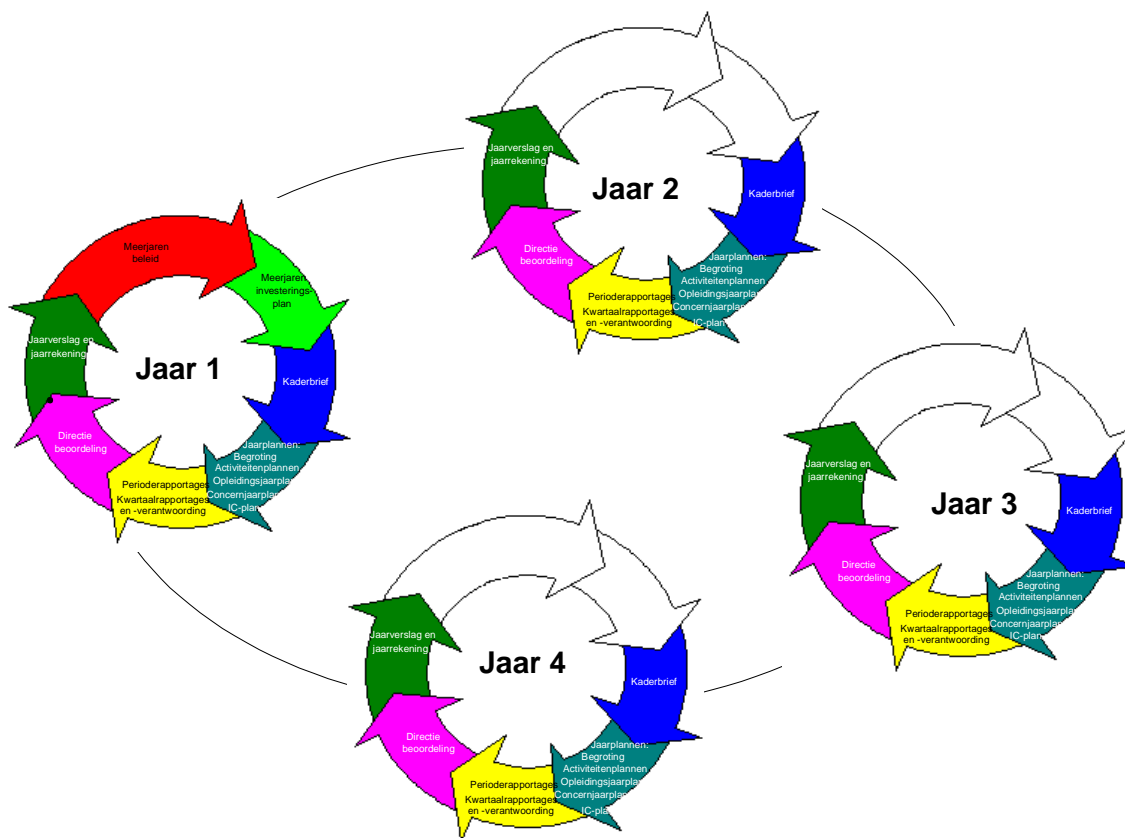 Jaar 1
Meerjaren
beleid
Meerjaren
investerings-
plan
Kaderbrief
Jaarplannen:
Begroting
Activiteitenplannen
Opleidingsjaarplan
Concernjaarplan
IC-plan
Perioderapportages
Kwartaalrapportages
en -verantwoording
Directie
beoordeling
Jaarverslag en
jaarrekening
Jaar 2
Kaderbrief
Jaarplannen:
Begroting
Activiteitenplannen
Opleidingsjaarplan
Concernjaarplan
IC-plan
Perioderapportages
Kwartaalrapportages
en -verantwoording
Directie
beoordeling
Jaarverslag en
jaarrekening
Jaar 3
Kaderbrief
Jaarplannen:
Begroting
Activiteitenplannen
Opleidingsjaarplan
Concernjaarplan
IC-plan
Perioderapportages
Kwartaalrapportages
en -verantwoording
Directie
beoordeling
Jaarverslag en
jaarrekening
Jaar 4
Kaderbrief
Jaarplannen:
Begroting
Activiteitenplannen
Opleidingsjaarplan
Concernjaarplan
IC-plan
Perioderapportages
Kwartaalrapportages
en -verantwoording
Directie
beoordeling
Jaarverslag en
jaarrekening